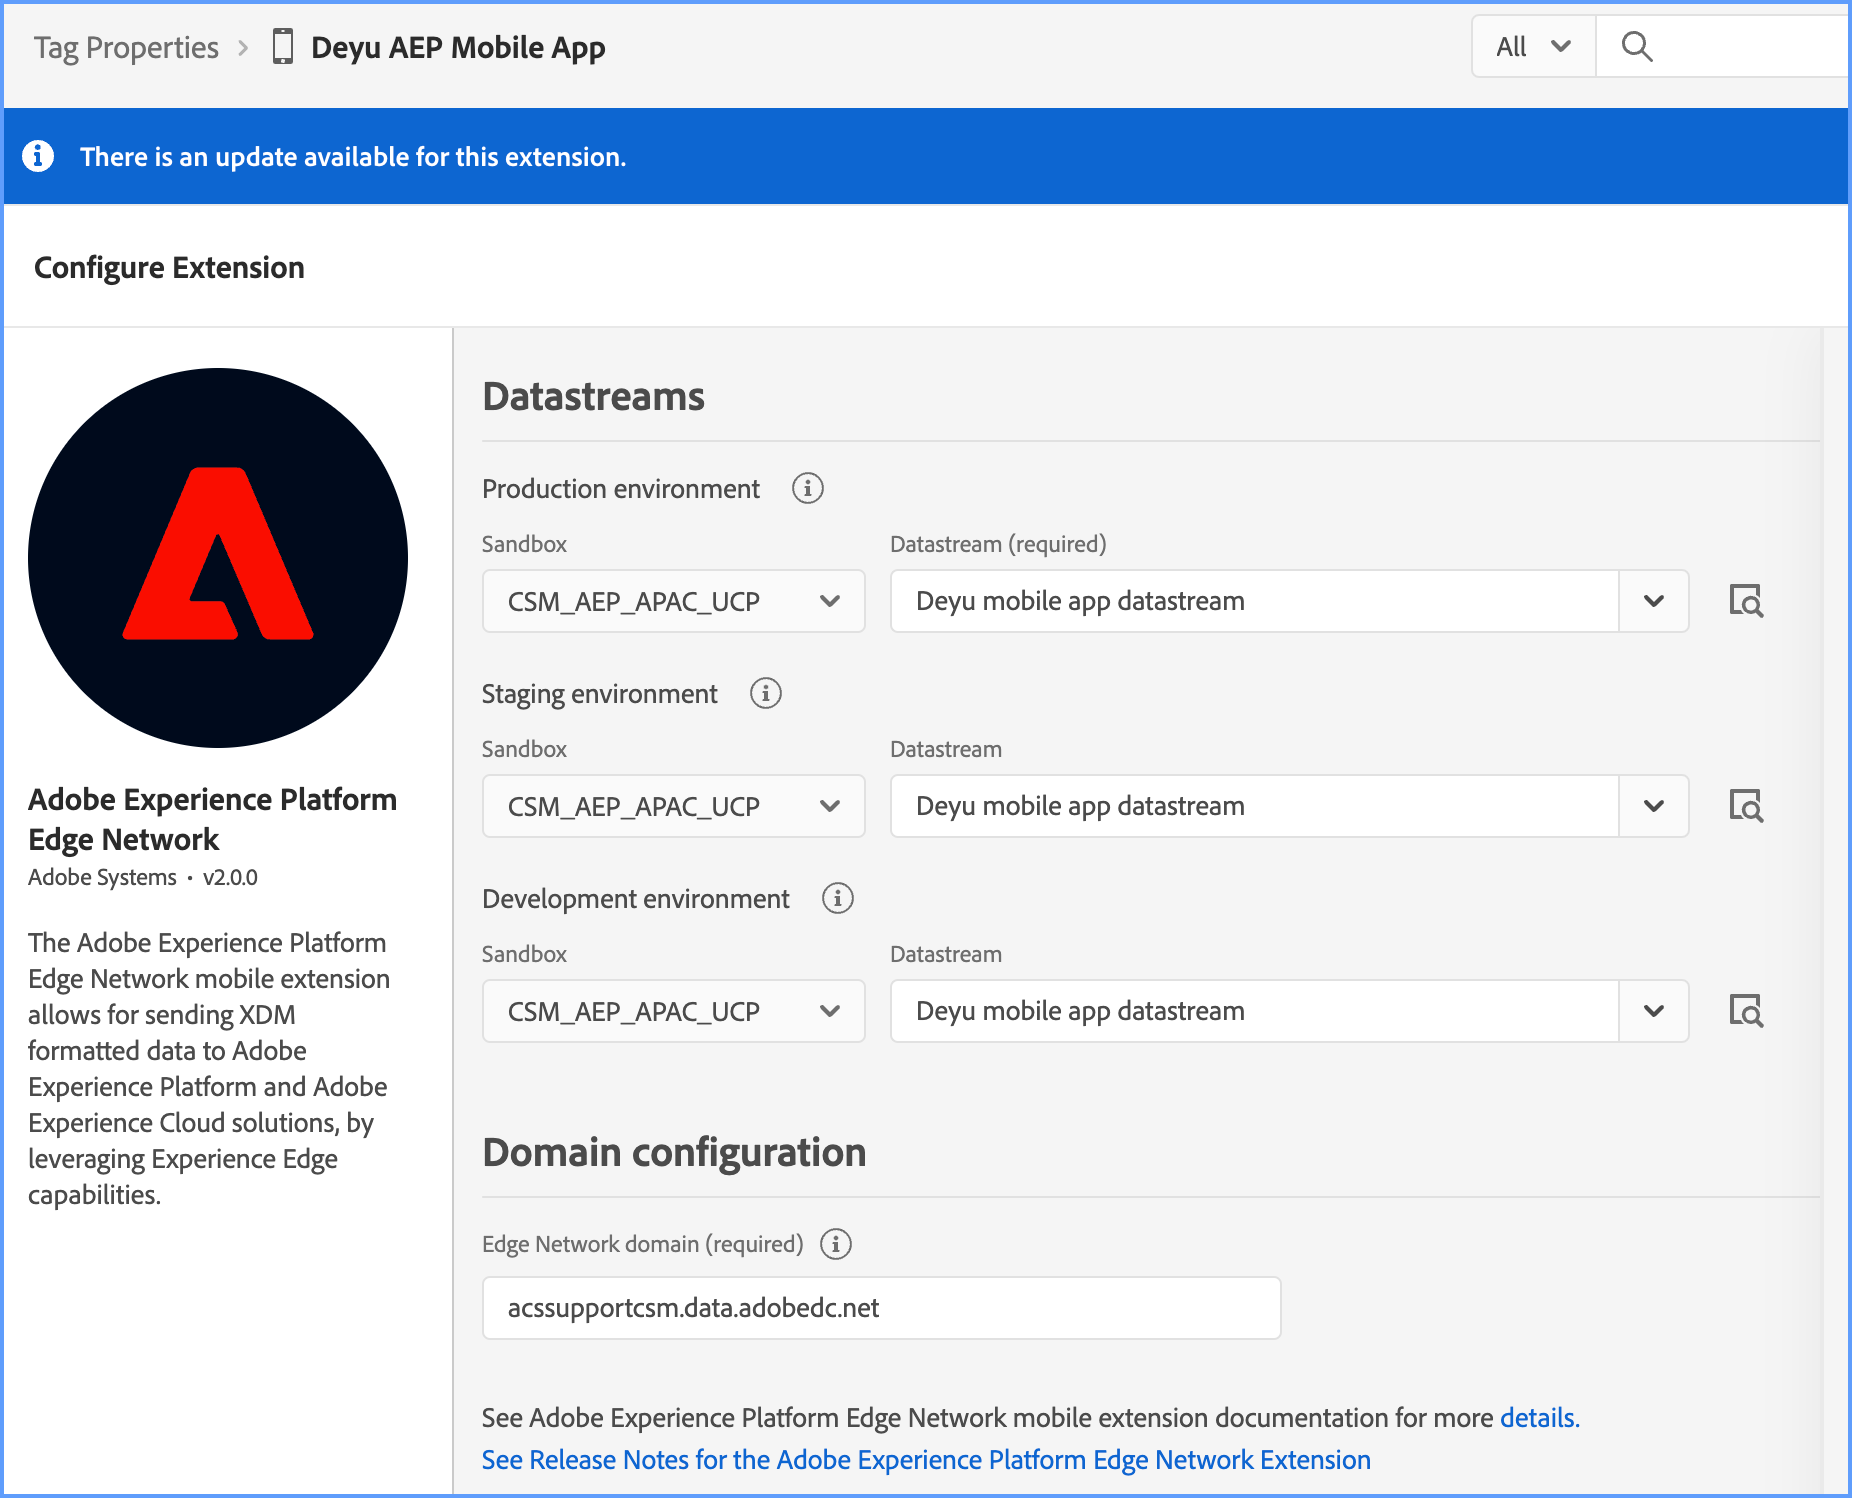 Tag Properties > Deyu AEP Mobile App
All
There is an update available for this extension.
Configure Extension
Adobe Experience Platform
Edge Network
Adobe Systems • v2.0.0
The Adobe Experience Platform
Edge Network mobile extension
allows for sending XDM
formatted data to Adobe
Experience Platform and Adobe
Experience Cloud solutions, by
leveraging Experience Edge
capabilities.
Datastreams
Production environment
Sandbox Datastream (required)
CSM_AEP_APAC_UCP Deyu mobile app datastream
Staging environment
Sandbox Datastream
CSM_AEP_APAC_UCP Deyu mobile app datastream
Development environment
Sandbox Datastream
CSM_AEP_APAC_UCP Deyu mobile app datastream
Domain configuration
Edge Network domain (required)
acssupportcsm.data.adobedc.net
See Adobe Experience Platform Edge Network mobile extension documentation for more details.
See Release Notes for the Adobe Experience Platform Edge Network Extension